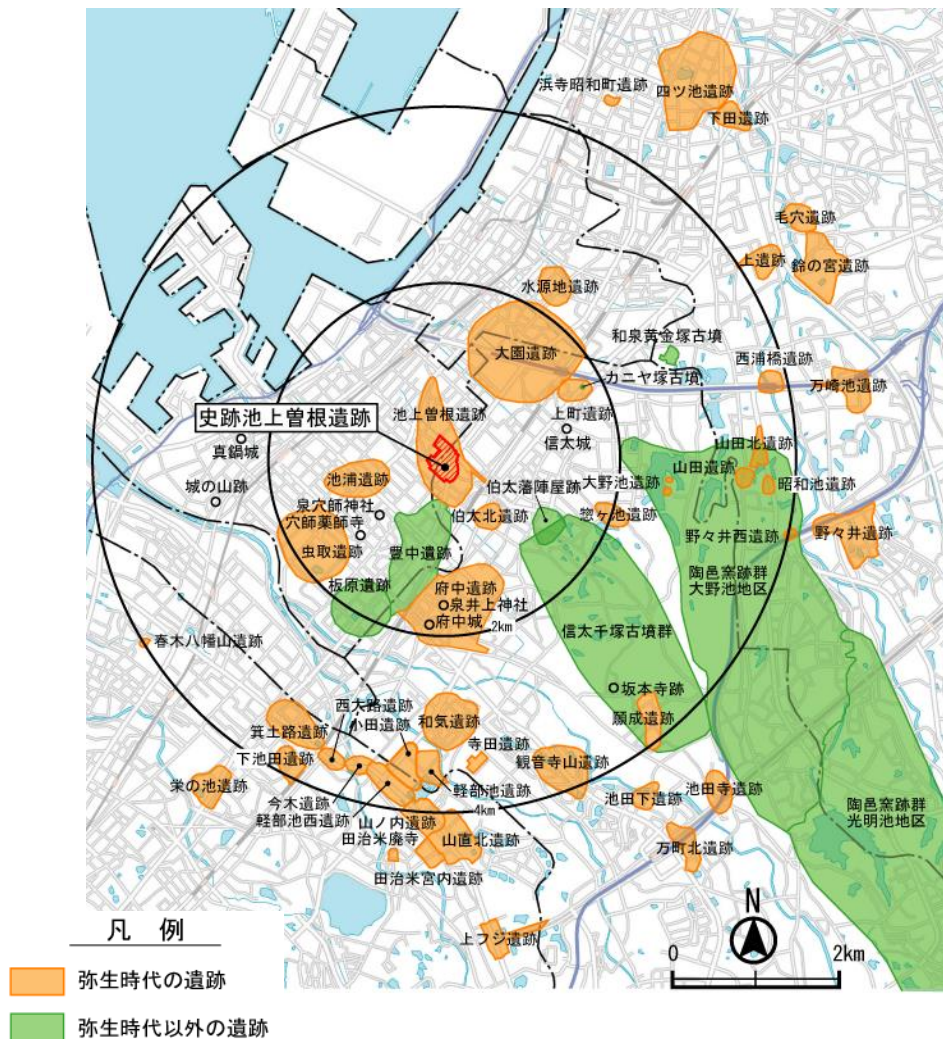 浜寺昭和町遺跡
四ツ池遺跡
下田遺跡
毛穴遺跡
上遺跡
鈴の宮遺跡
水源地遺跡
和泉黄金塚古墳
大園遺跡
西浦橋遺跡
カニヤ塚古墳
万崎池遺跡
池上曽根遺跡
上町遺跡
史跡池上曽根遺跡
信太城
真鍋城
山田北遺跡
池浦遺跡
山田遺跡
大野池遺跡
昭和池遺跡
伯太藩陣屋跡
城の山跡
泉穴師神社
穴師薬師寺
伯太北遺跡
惣ヶ池遺跡
野々井西遺跡
野々井遺跡
虫取遺跡
豊中遺跡
陶邑窯跡群
大野池地区
板原遺跡
府中遺跡
泉井上神社
府中城
2km
信太千塚古墳群
春木八幡山遺跡
坂本寺跡
西大路遺跡
小田遺跡
和気遺跡
願成遺跡
箕土路遺跡
寺田遺跡
下池田遺跡
観音寺山遺跡
栄の池遺跡
今木遺跡
軽部池遺跡
池田下遺跡
池田寺遺跡
軽部池西遺跡
4km
陶邑窯跡群
光明池地区
山ノ内遺跡
田治米廃寺
山直北遺跡
万町北遺跡
田治米宮内遺跡
上フジ遺跡
N
0
2km
凡 例
弥生時代の遺跡
弥生時代以外の遺跡